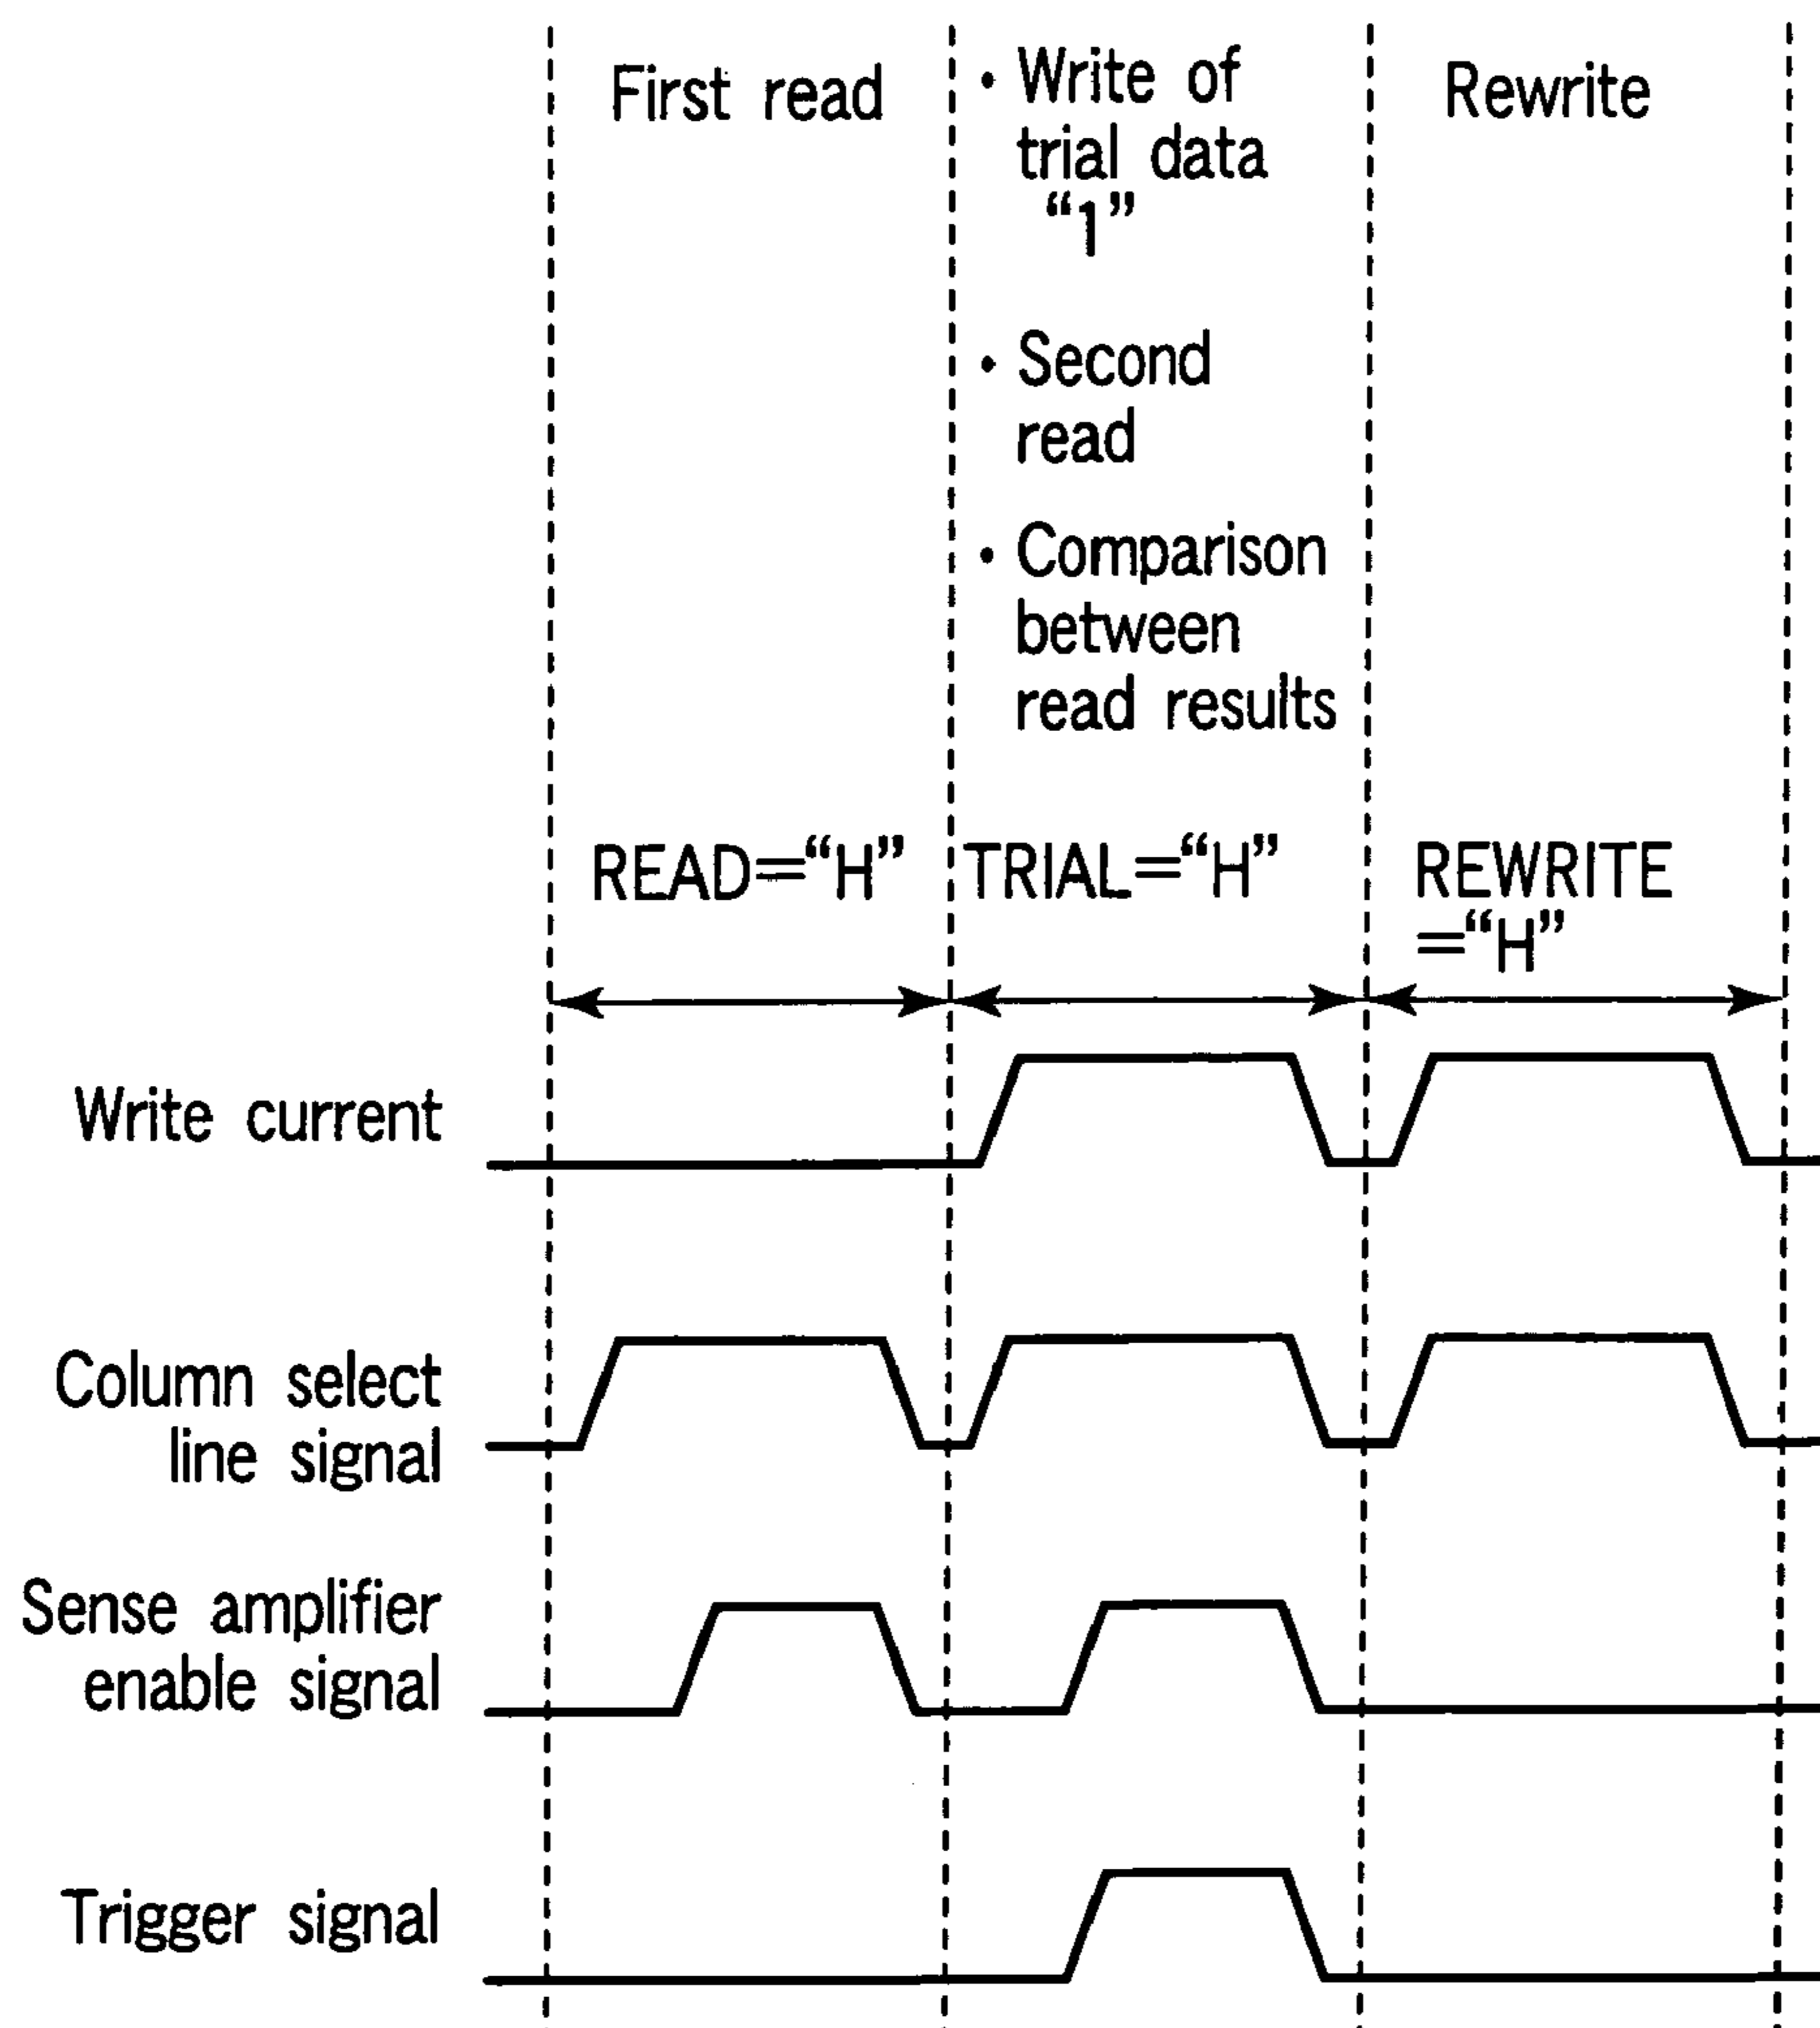 First read
• Write of
trial data
“1”
• Second
read
• Comparison
between
read results
Rewrite
READ=“H”
TRIAL=“H”
REWRITE
=“H”
Write current
Column select
line signal
Sense amplifier
enable signal
Trigger signal